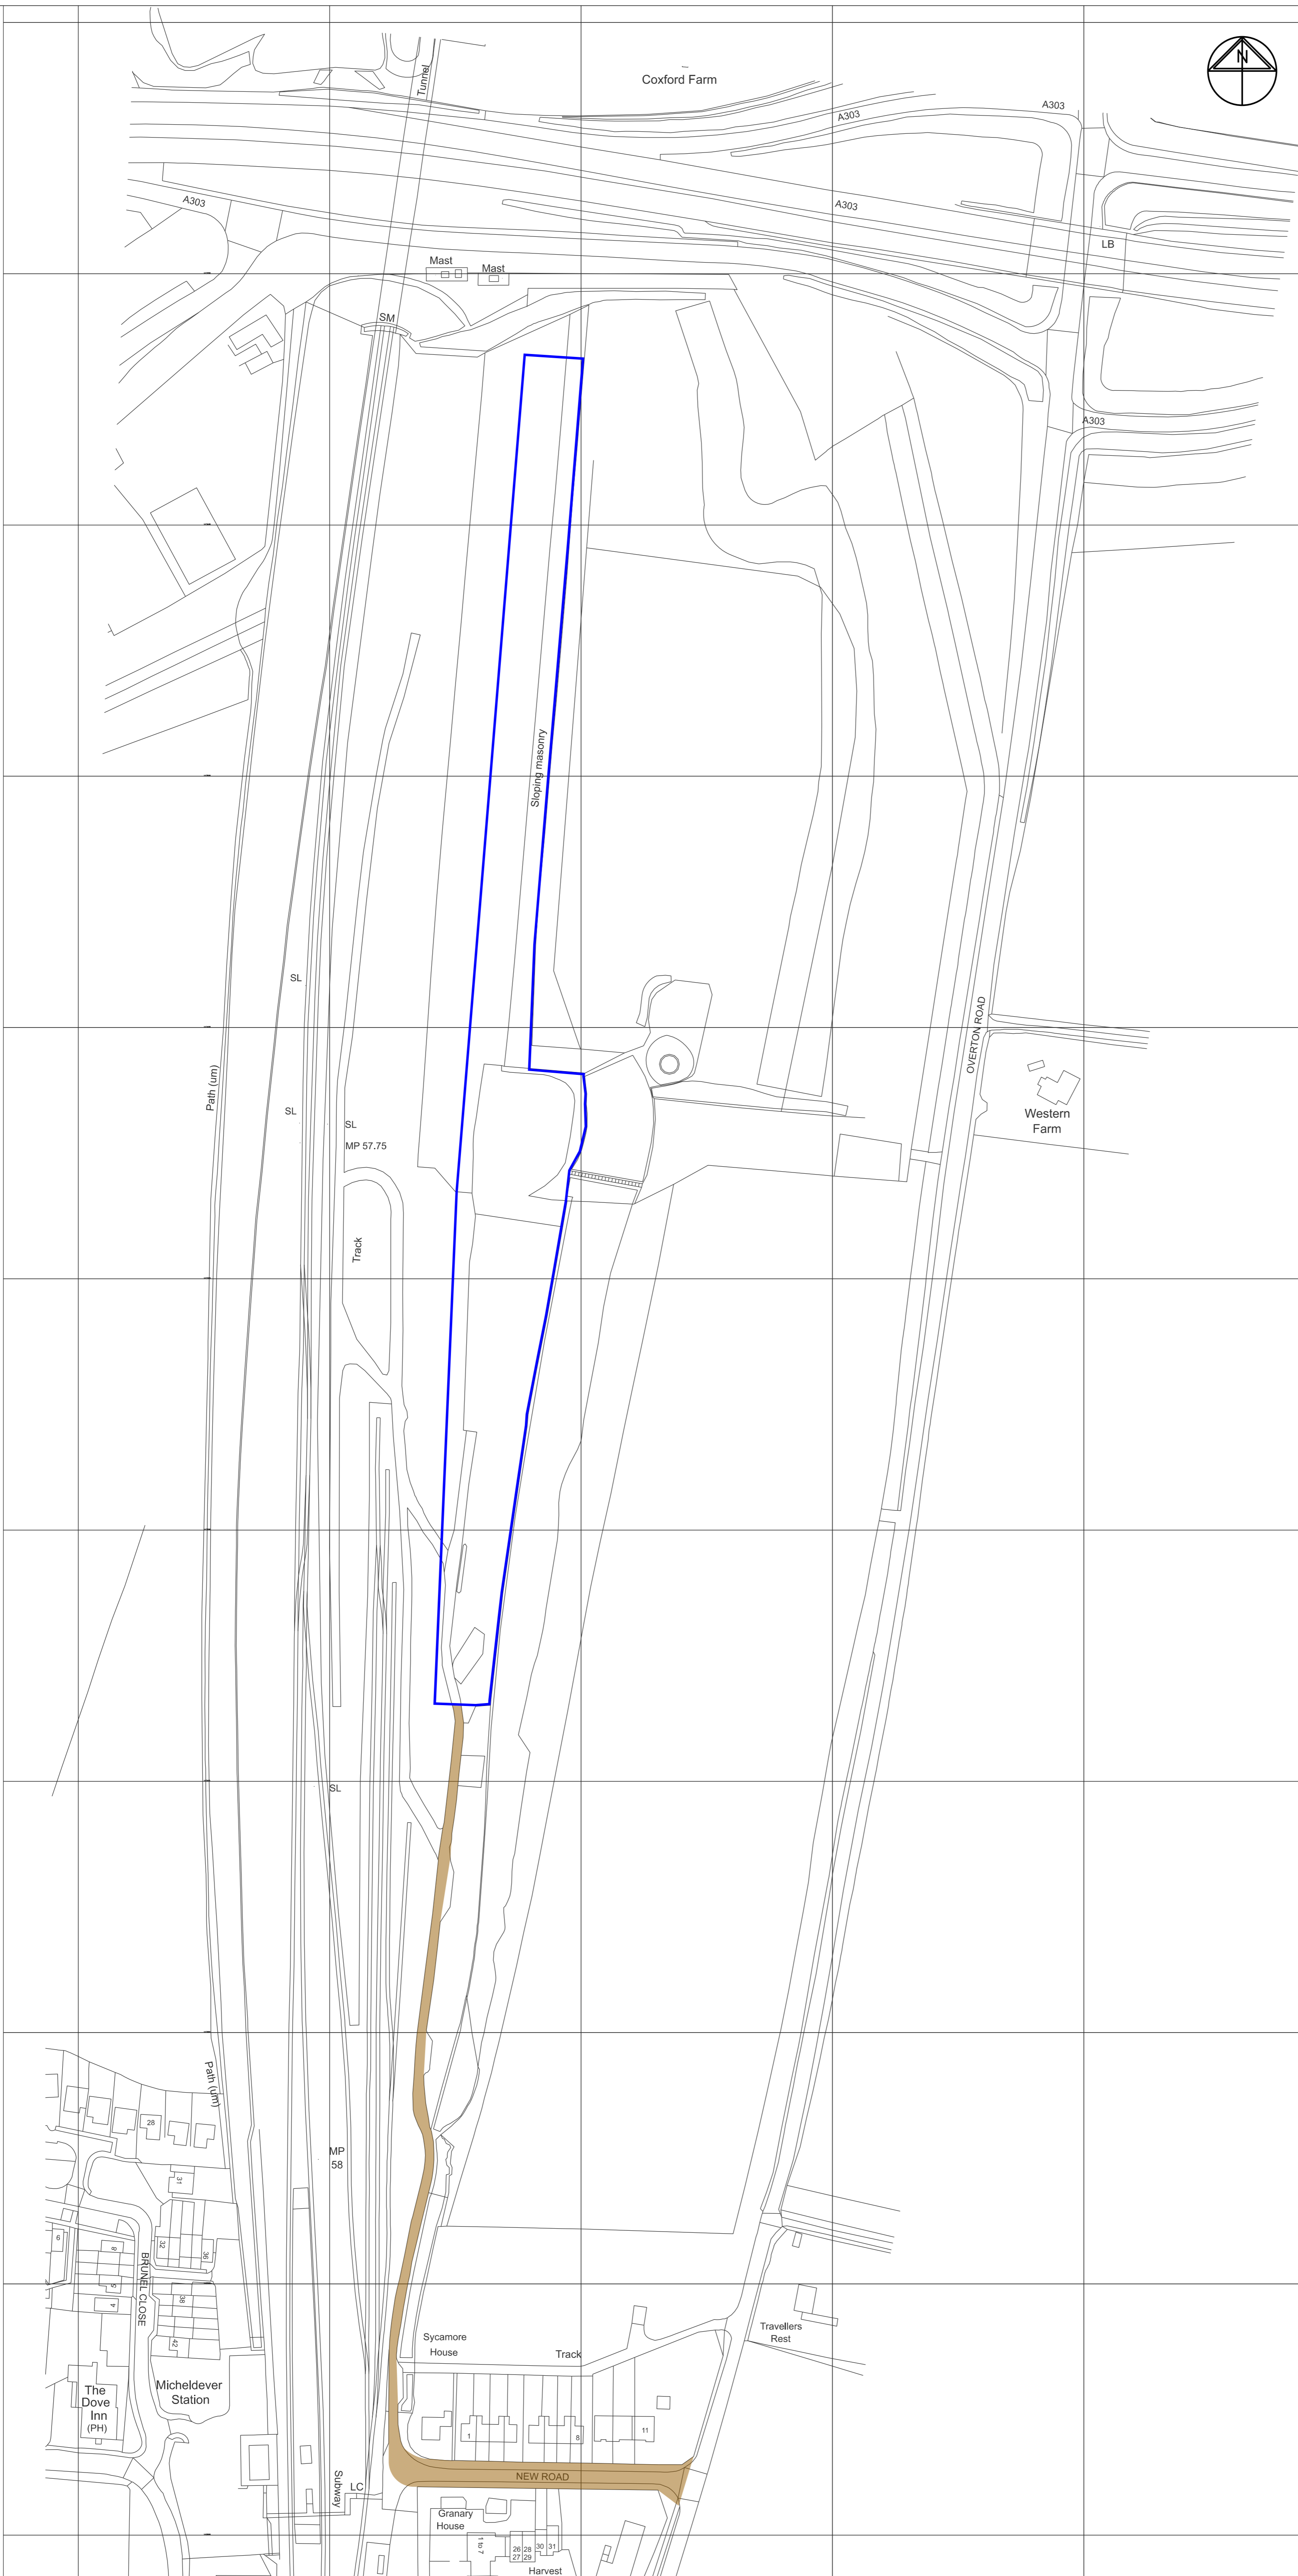 N
Coxford Farm
Tunnel
A303
A303
A303
A303
LB
Mast
Mast
SM
A303
Sloping masonry
SL
OVERTON ROAD
Path (um)
SL
SL
MP 57.75
Western
Farm
Track
SL
Path (um)
28
31
MP
58
6
8
32
36
5
4
BRUNEL CLOSE
38
42
Travellers
Rest
Sycamore
House
Track
Micheldever
Station
The
Dove
Inn
(PH)
1
8
11
NEW ROAD
Subway
LC
Granary
House
1 to 7
26 28
27 29
30 31
Harvest